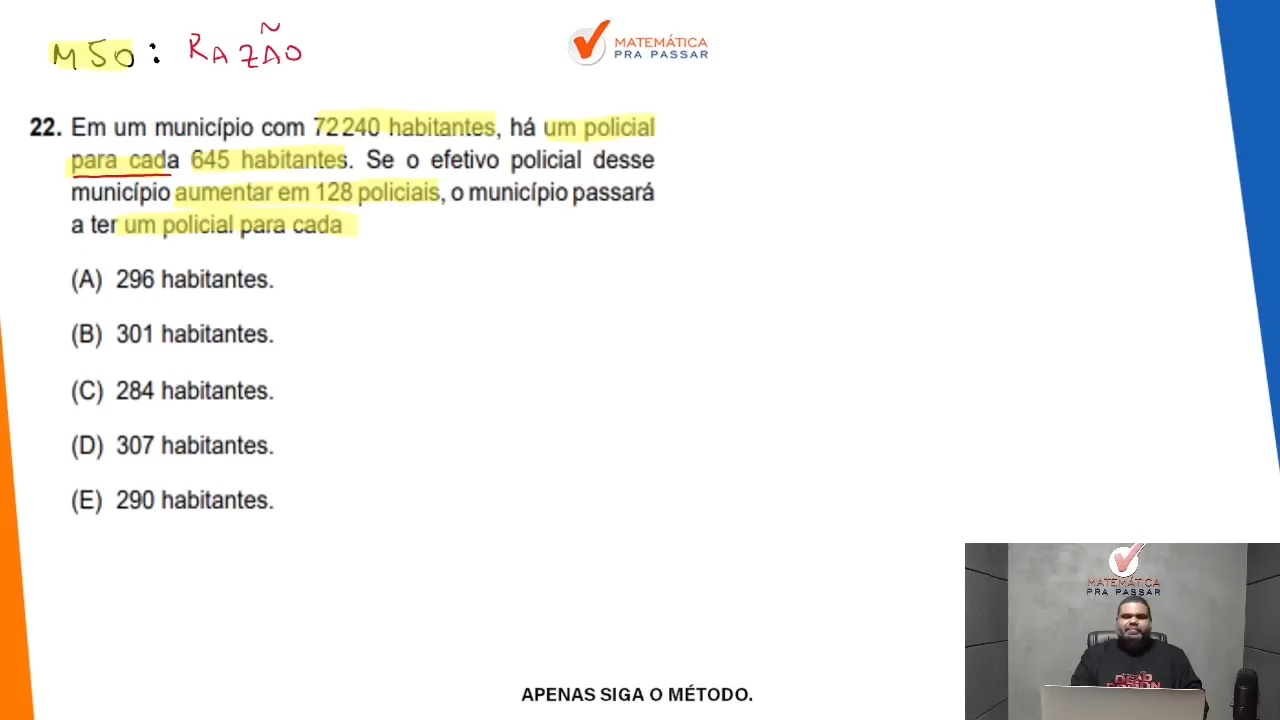 M50: RAZÃO
MATEMÁTICA
PRA PASSAR
22. Em um município com 72 240 habitantes, há um policial
para cada 645 habitantes. Se o efetivo policial desse
município aumentar em 128 policiais, o município passará
a ter um policial para cada
(A) 296 habitantes.
(B) 301 habitantes.
(C) 284 habitantes.
(D) 307 habitantes.
(E) 290 habitantes.
MATEMÁTICA
PRA PASSAR
DEAD
APENAS SIGA O MÉTODO.